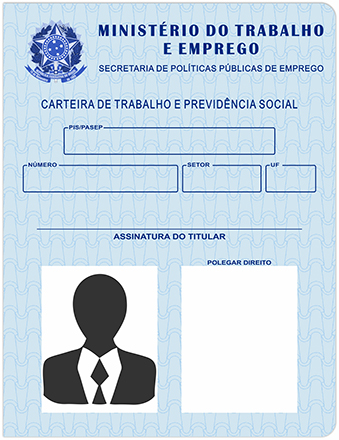 MINISTÉRIO DO TRABALHO
E EMPREGO
SECRETARIA DE POLÍTICAS PÚBLICAS DE EMPREGO
CARTEIRA DE TRABALHO E PREVIDÊNCIA SOCIAL
PIS/PASEP
NÚMERO SETOR UF
ASSINATURA DO TITULAR
POLEGAR DIREITO